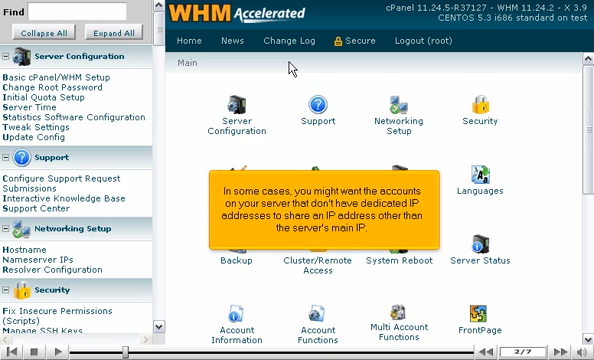 Find
Collapse All
Expand All
Server Configuration
Basic cPanel/WHM Setup
Change Root Password
Initial Quota Setup
Server Time
Statistics Software Configuration
Tweak Settings
Update Config
Support
Configure Support Request
Submissions
Interactive Knowledge Base
Support Center
Networking Setup
Hostname
Nameserver IPs
Resolver Configuration
Security
Fix Insecure Permissions
(Scripts)
Manage SSH Keys
WHM Accelerated
cPanel 11.24.5-R37127 - WHM 11.24.2 - X 3.9
CENTOS 5.3 i686 standard on test
Home
News
Change Log
Secure
Logout (root)
Main
Server
Configuration
Support
Networking
Setup
Security
Languages
In some cases, you might want the accounts
on your server that don't have dedicated IP
addresses to share an IP address other than
the server's main IP.
Backup
Cluster/Remote
Access
System Reboot
Server Status
Account
Information
Account
Functions
Multi Account
Functions
FrontPage
2/7